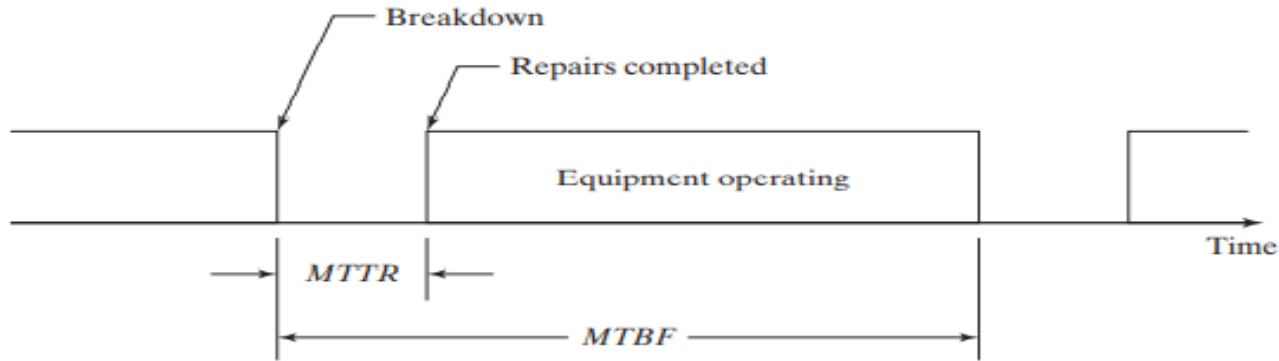 Breakdown
Repairs completed
Equipment operating
Time
MTTR
MTBF